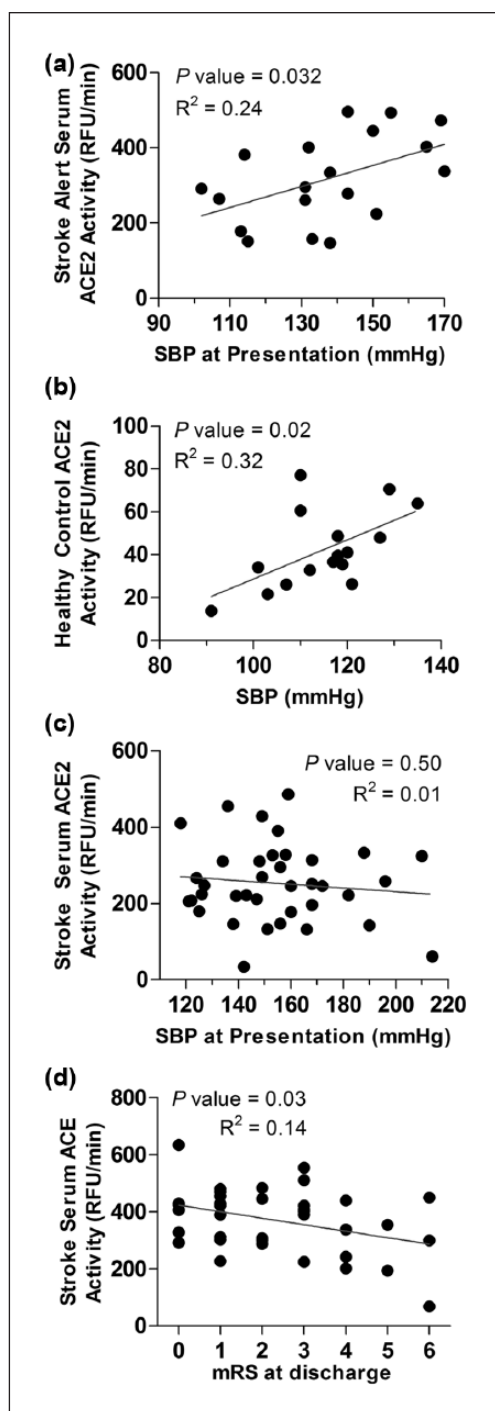 (a)
P value = 0.032
R² = 0.24
Stroke Alert Serum
ACE2 Activity (RFU/min)
600
400
200
0
90 110 130 150 170
SBP at Presentation (mmHg)
(b)
P value = 0.02
R² = 0.32
Healthy Control ACE2
Activity (RFU/min)
100
80
60
40
20
0
80 100 120 140
SBP (mmHg)
(c)
P value = 0.50
R² = 0.01
Stroke Serum ACE2
Activity (RFU/min)
600
400
200
0
120 140 160 180 200 220
SBP at Presentation (mmHg)
(d)
P value = 0.03
R² = 0.14
Stroke Serum ACE
Activity (RFU/min)
800
600
400
200
0
0 1 2 3 4 5 6
mRS at discharge